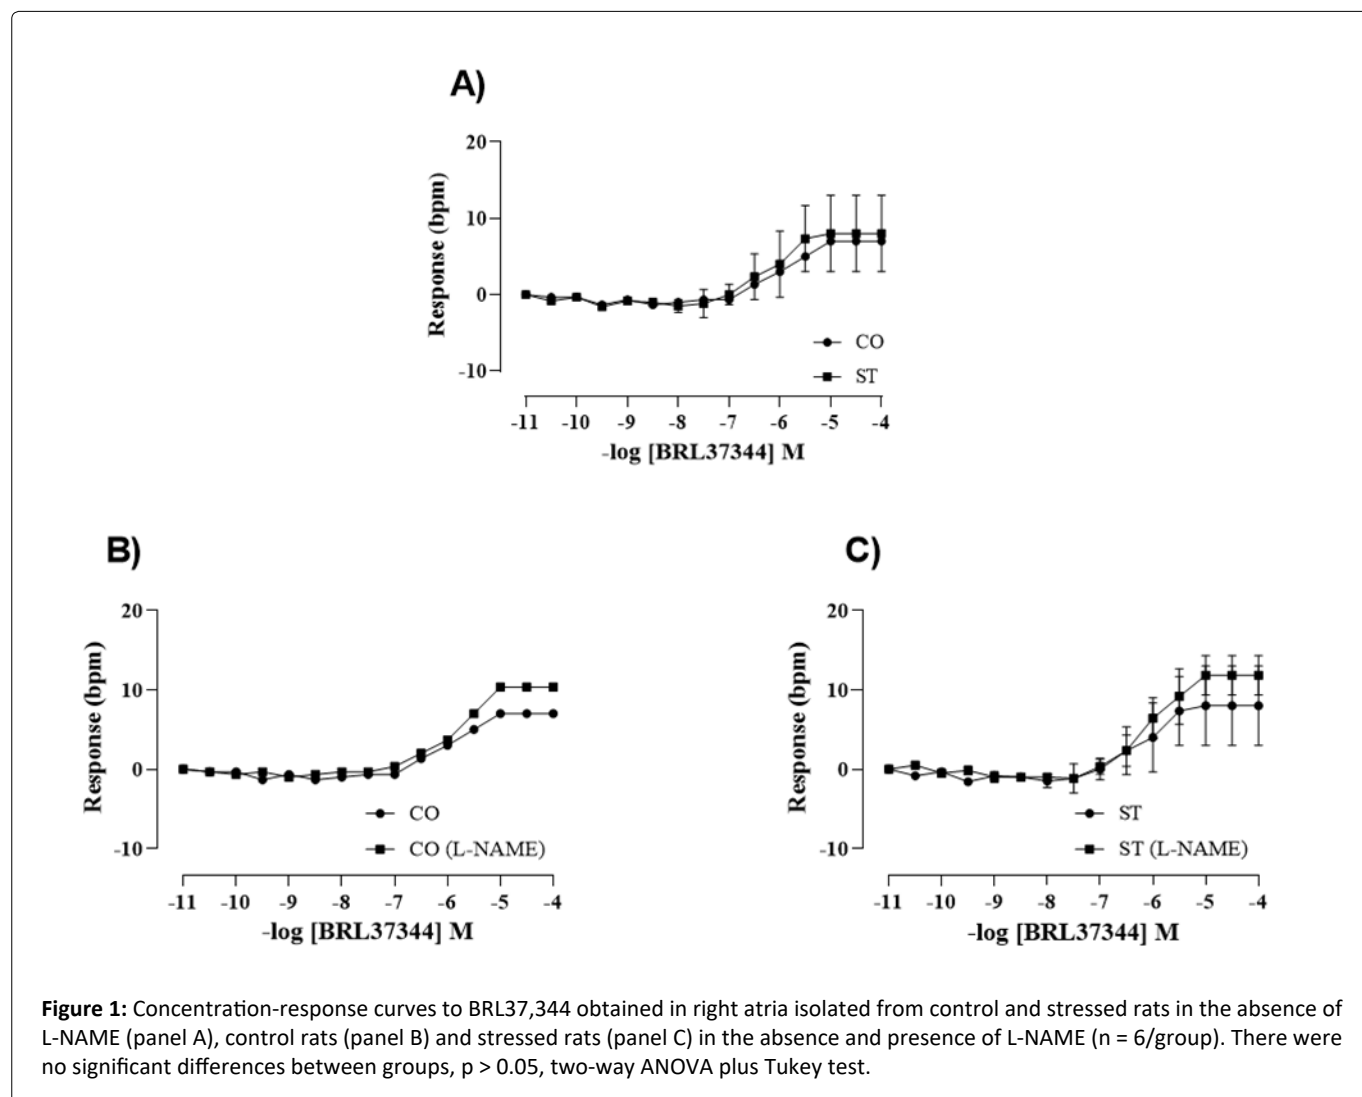 A)
20
10
0
-10
Response (bpm)
CO
ST
-11 -10 -9 -8 -7 -6 -5 -4
-log [BRL37344] M
B)
20
10
0
-10
Response (bpm)
CO
CO (L-NAME)
-11 -10 -9 -8 -7 -6 -5 -4
-log [BRL37344] M
C)
20
10
0
-10
Response (bpm)
ST
ST (L-NAME)
-11 -10 -9 -8 -7 -6 -5 -4
-log [BRL37344] M
Figure 1: Concentration-response curves to BRL37,344 obtained in right atria isolated from control and stressed rats in the absence of
L-NAME (panel A), control rats (panel B) and stressed rats (panel C) in the absence and presence of L-NAME (n = 6/group). There were
no significant differences between groups, p > 0.05, two-way ANOVA plus Tukey test.